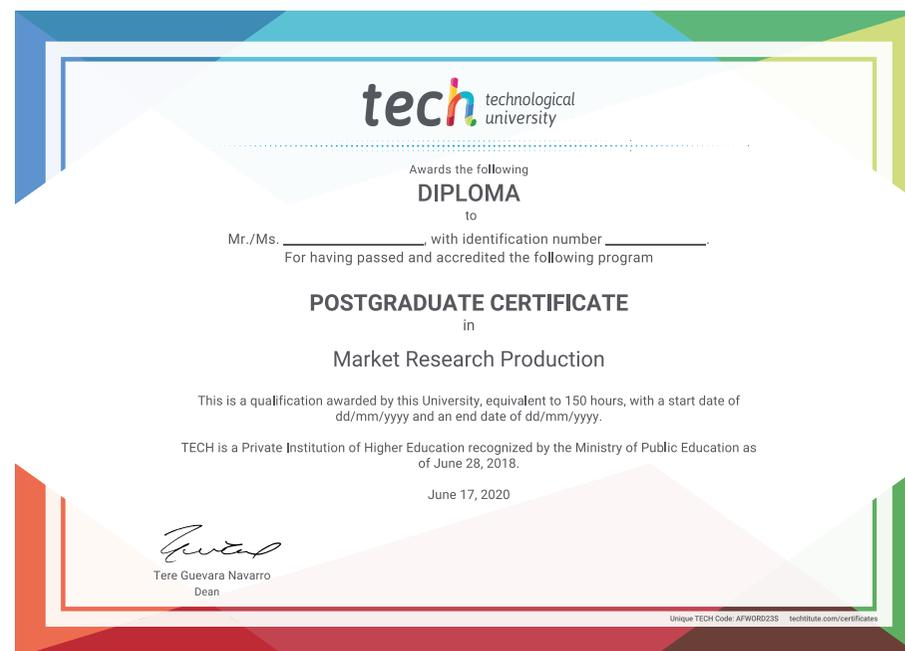 tech technological
university
Awards the following
DIPLOMA
to
Mr./Ms. ____________, with identification number ____________.
For having passed and accredited the following program
POSTGRADUATE CERTIFICATE
in
Market Research Production
This is a qualification awarded by this University, equivalent to 150 hours, with a start date of
dd/mm/yyyy and an end date of dd/mm/yyyy.
TECH is a Private Institution of Higher Education recognized by the Ministry of Public Education as
of June 28, 2018.
June 17, 2020
Tere Guevara Navarro
Dean
Unique TECH Code: AFWORD23S techtitute.com/certificates